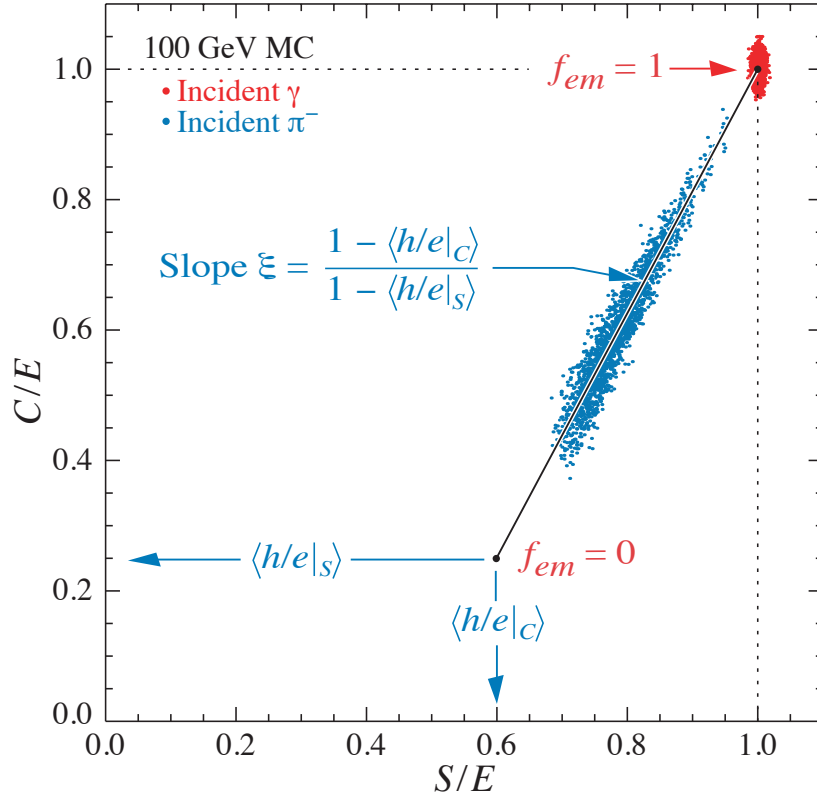 100 GeV MC
• Incident γ
• Incident π⁻
f_em = 1
Slope ξ = (1 − ⟨h/e|_C⟩) / (1 − ⟨h/e|_S⟩)
⟨h/e|_S⟩
f_em = 0
⟨h/e|_C⟩
C/E
1.0
0.8
0.6
0.4
0.2
0.0
0.0 0.2 0.4 0.6 0.8 1.0
S/E